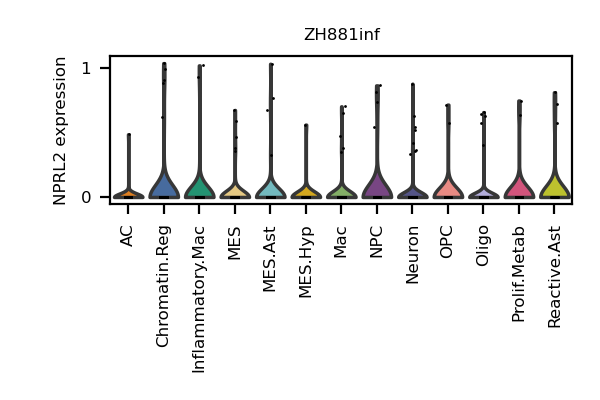 ZH881inf
NPRL2 expression
1
0
AC
Chromatin.Reg
Inflammatory.Mac
MES
MES.Ast
MES.Hyp
Mac
NPC
Neuron
OPC
Oligo
Prolif.Metab
Reactive.Ast